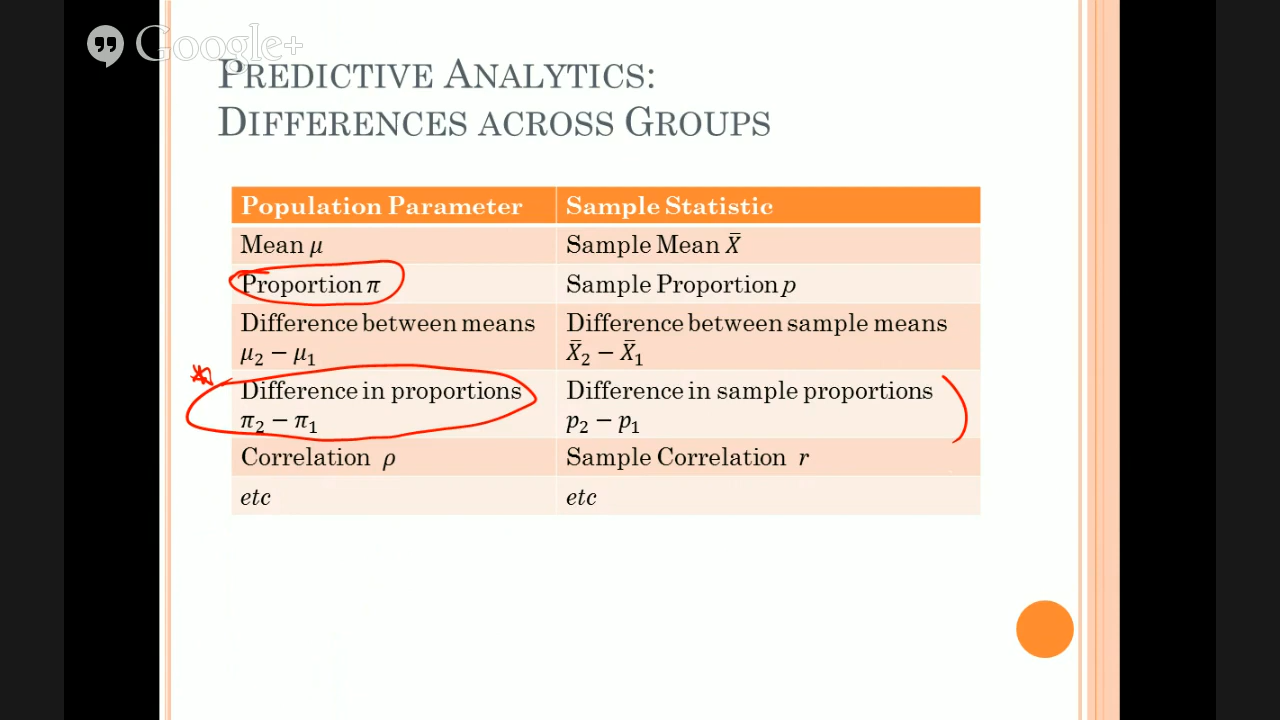 Google+
PREDICTIVE ANALYTICS:
DIFFERENCES ACROSS GROUPS
Population Parameter Sample Statistic
Mean μ Sample Mean X̄
Proportion π Sample Proportion p
Difference between means Difference between sample means
μ₂ − μ₁ X̄₂ − X̄₁
Difference in proportions Difference in sample proportions
π₂ − π₁ p₂ − p₁
Correlation ρ Sample Correlation r
etc etc